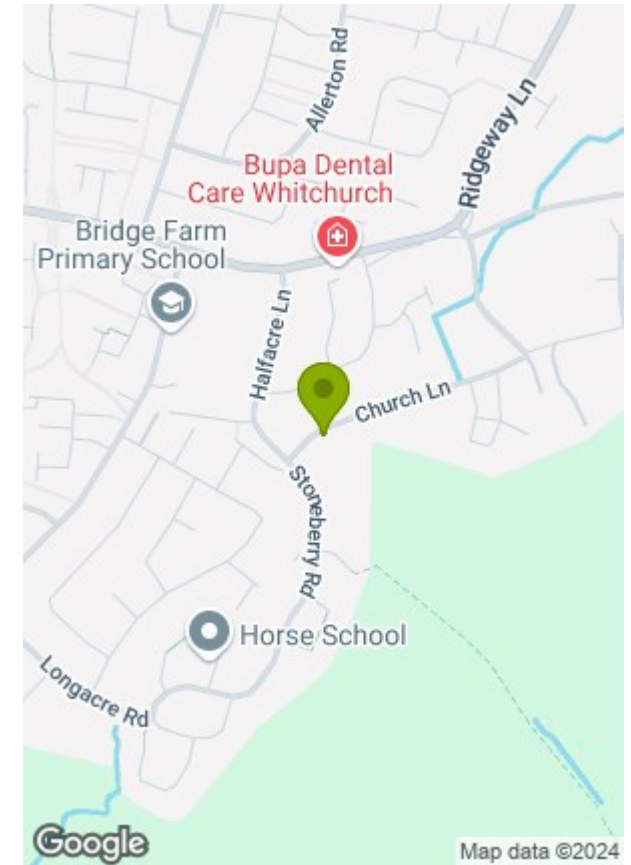 Allerton Rd
Ridgeway Ln
Bupa Dental
Care Whitchurch
Bridge Farm
Primary School
Halfacre Ln
Church Ln
Stoneberry Rd
Horse School
Longacre Rd
Google
Map data ©2024